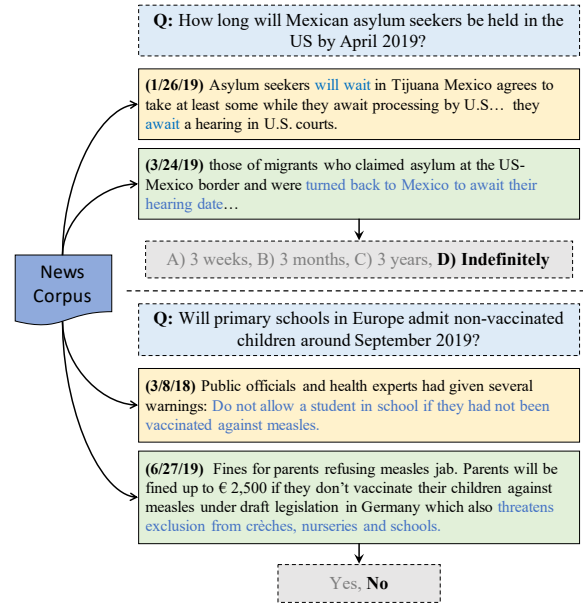 Q: How long will Mexican asylum seekers be held in the
US by April 2019?
(1/26/19) Asylum seekers will wait in Tijuana Mexico agrees to
take at least some while they await processing by U.S… they
await a hearing in U.S. courts.
(3/24/19) those of migrants who claimed asylum at the US-
Mexico border and were turned back to Mexico to await their
hearing date…
A) 3 weeks, B) 3 months, C) 3 years, D) Indefinitely
News
Corpus
Q: Will primary schools in Europe admit non-vaccinated
children around September 2019?
(3/8/18) Public officials and health experts had given several
warnings: Do not allow a student in school if they had not been
vaccinated against measles.
(6/27/19) Fines for parents refusing measles jab. Parents will be
fined up to € 2,500 if they don’t vaccinate their children against
measles under draft legislation in Germany which also threatens
exclusion from crèches, nurseries and schools.
Yes, No